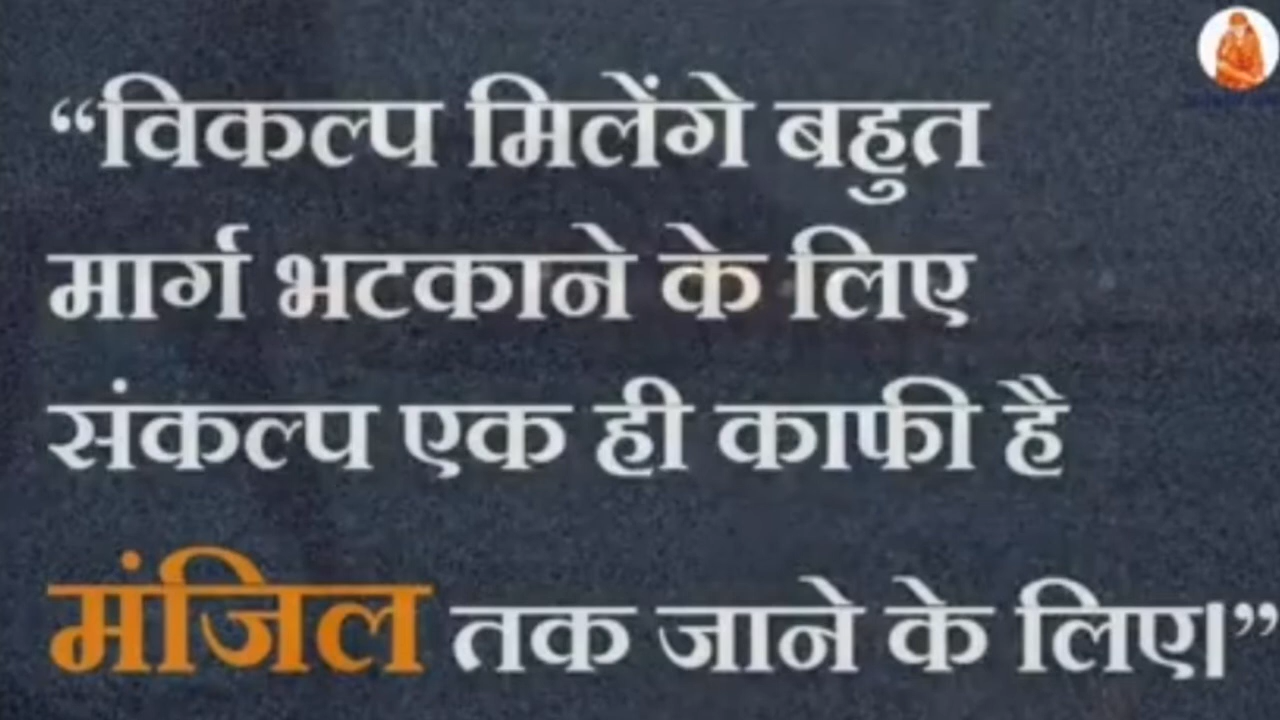 “विकल्प मिलेंगे बहुत
मार्ग भटकाने के लिए
संकल्प एक ही काफी है
मंजिल तक जाने के लिए।”